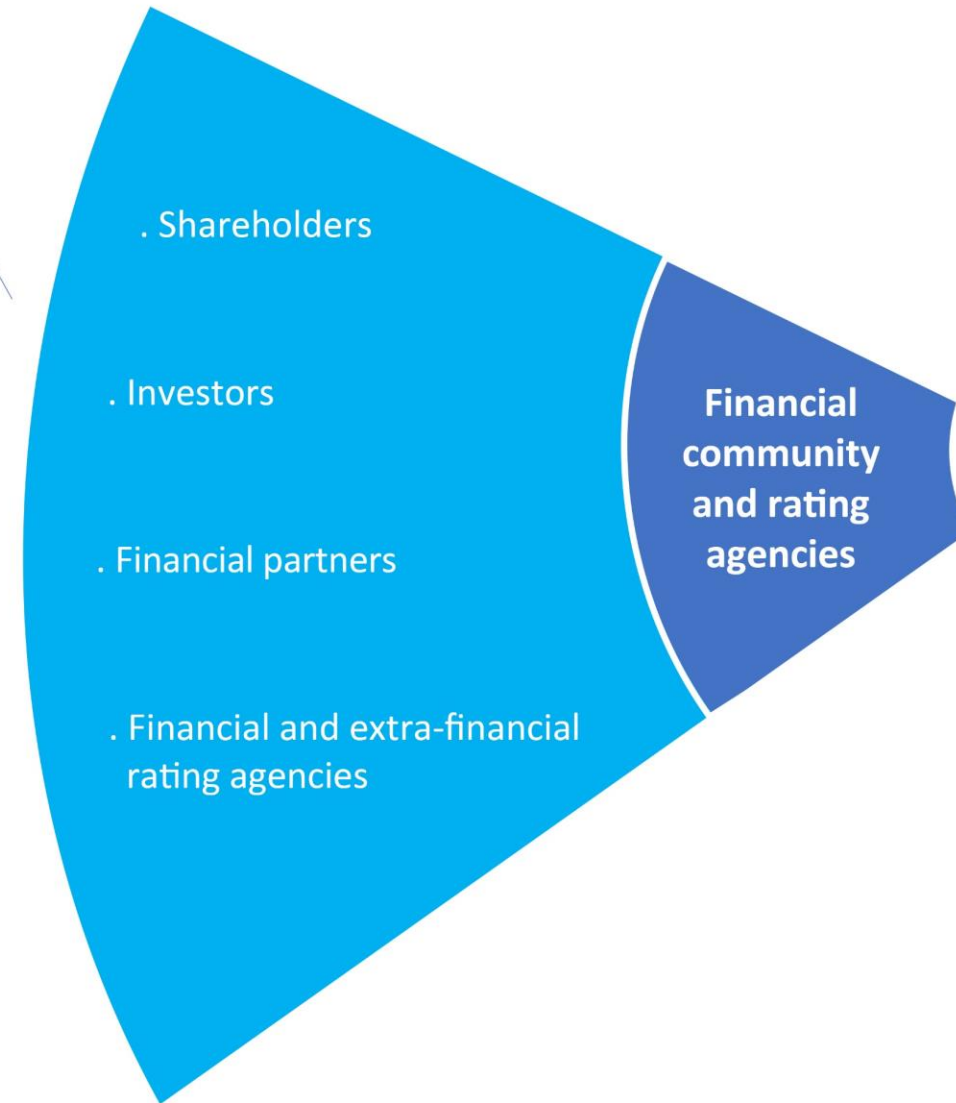 . Shareholders
. Investors
. Financial partners
. Financial and extra-financial
rating agencies
Financial
community
and rating
agencies